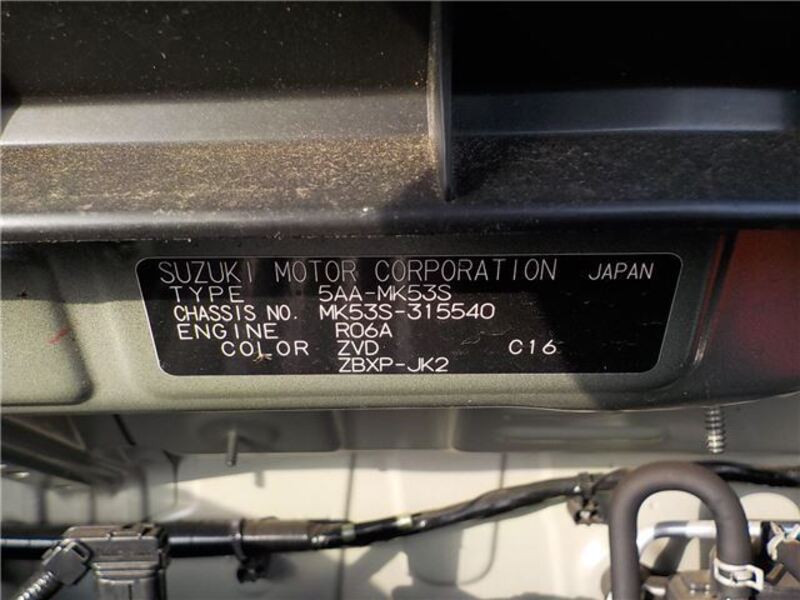 SUZUKI MOTOR CORPORATION JAPAN
TYPE 5AA-MK53S
CHASSIS NO. MK53S-315540
ENGINE R06A
COLOR ZVD C16
ZBXP-JK2